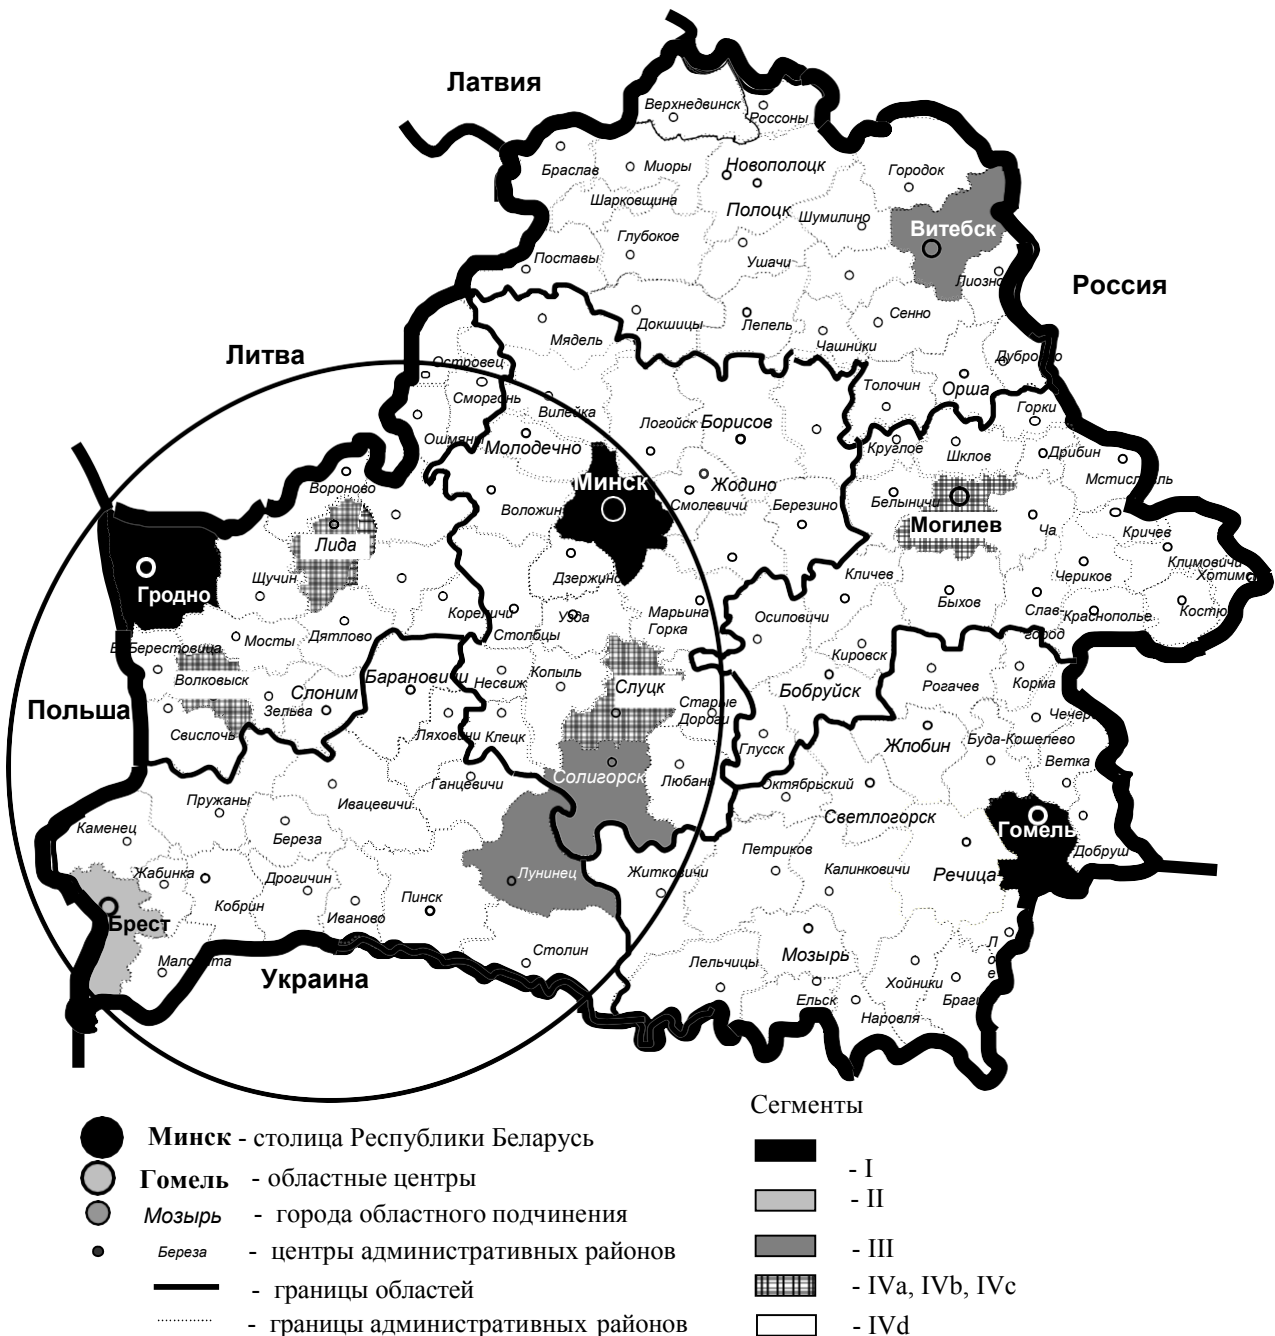 Латвия
Верхнедвинск
Россоны
Браслав
Миоры
Новополоцк
Городок
Шарковщина
Полоцк
Шумилино
Витебск
Глубокое
Поставы
Ушачи
Лиозно
Россия
Докшицы
Лепель
Сенно
Мядель
Чашники
Литва
Островец
Дубровно
Сморгонь
Толочин
Орша
Вилейка
Логойск
Борисов
Горки
Ошмяны
Молодечно
Круглое
Шклов
Дрибин
Вороново
Минск
Жодино
Мстиславль
Воложин
Смолевичи
Березино
Белыничи
Могилев
Ча
Кричев
Лида
Щучин
Дзержинск
Кличев
Чериков
Климовичи
Хотимск
Гродно
Быхов
Дятлово
Кореличи
Столбцы
Узда
Марьина
Горка
Осиповичи
Слав-
город
Краснополье
Костю
Берестовица
Мосты
Волковыск
Барановичи
Несвиж
Копыль
Кировск
Слоним
Слуцк
Бобруйск
Рогачев
Корма
Польша
Зельва
Старые
Дороги
Свислочь
Ляховичи
Клецк
Глусск
Жлобин
Чечер
Буда-Кошелево
Ветка
Солигорск
Любань
Октябрьский
Ганцевичи
Ивацевичи
Пружаны
Светлогорск
Каменец
Береза
Гомель
Добруш
Петриков
Житковичи
Калинковичи
Речица
Жабинка
Дрогичин
Лунинец
Кобрин
Пинск
Иваново
Брест
Малорита
Столин
Лельчицы
Мозырь
Л
о
е
Украина
Ельск
Хойники
Браги
Наровля
Сегменты
Минск - столица Республики Беларусь
Гомель - областные центры
Мозырь - города областного подчинения
Береза - центры административных районов
- границы областей
- границы административных районов
- I
- II
- III
- IVa, IVb, IVc
- IVd